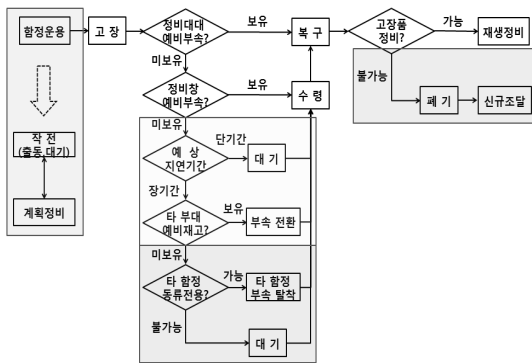 함정운용
고 장
정비대대
예비부속?
보유
복 구
고장품
정비?
가능
재생정비
미보유
불가능
정비창
예비부속?
보유
수 령
폐 기
신규조달
미보유
작 전
(출동,대기)
예 상
지연기간
단기간
대 기
장기간
계획정비
타 부대
예비재고?
보유
부속 전환
미보유
타 함정
동류전용?
가능
타 함정
부속 탈착
불가능
대 기